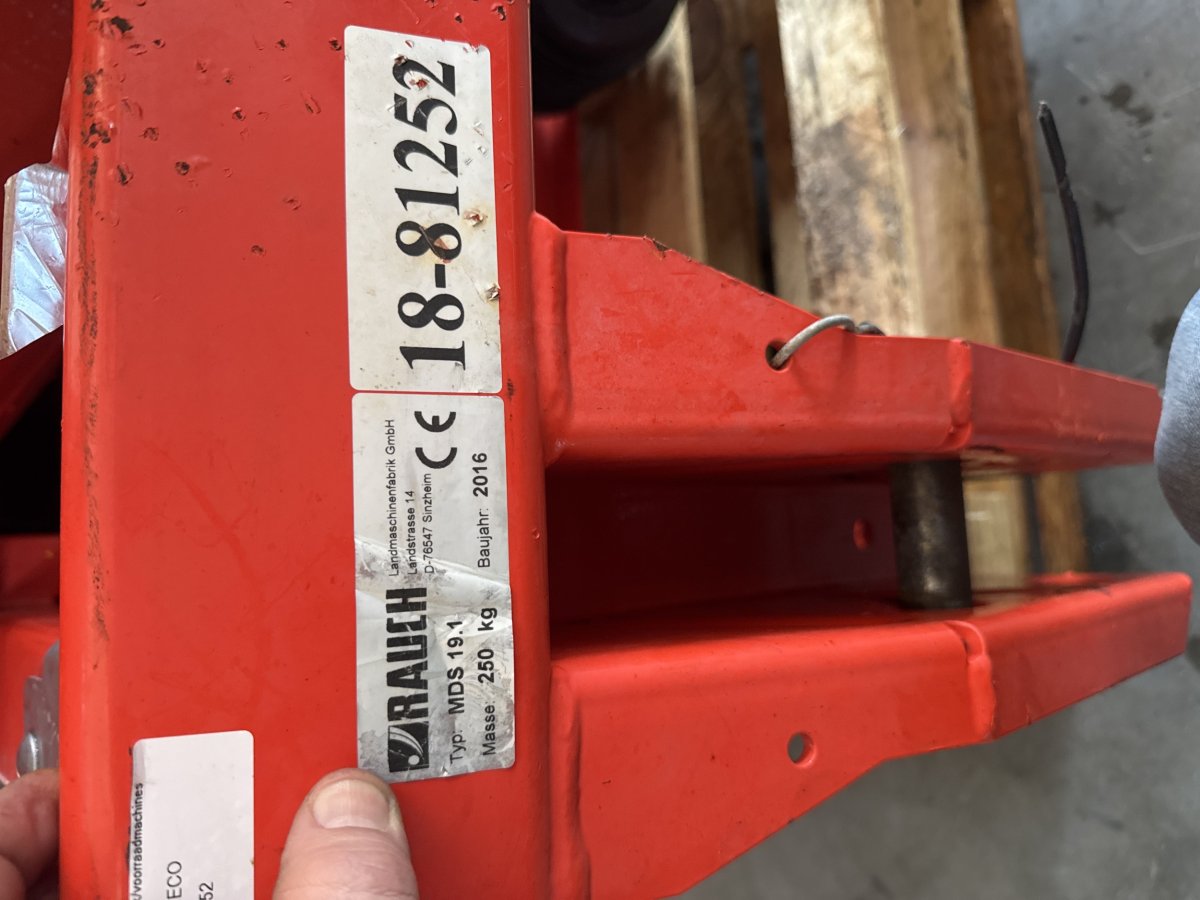 18-81252
RAUCH
Landmaschinenfabrik GmbH
Landstrasse 14
D-76547 Sinzheim
CE
Typ: MDS 19.1
Masse: 250 kg Baujahr: 2016
/voorraadmachines
ECO
52